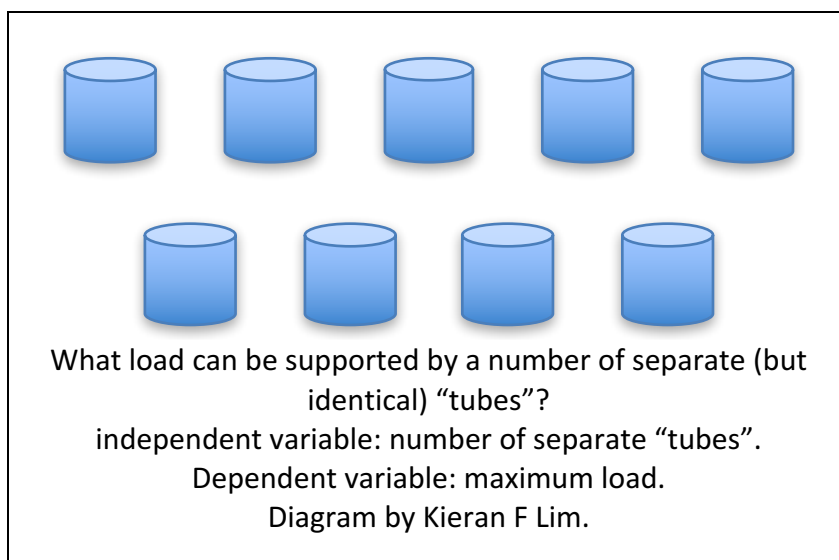 What load can be supported by a number of separate (but
identical) “tubes”?
independent variable: number of separate “tubes”.
Dependent variable: maximum load.
Diagram by Kieran F Lim.